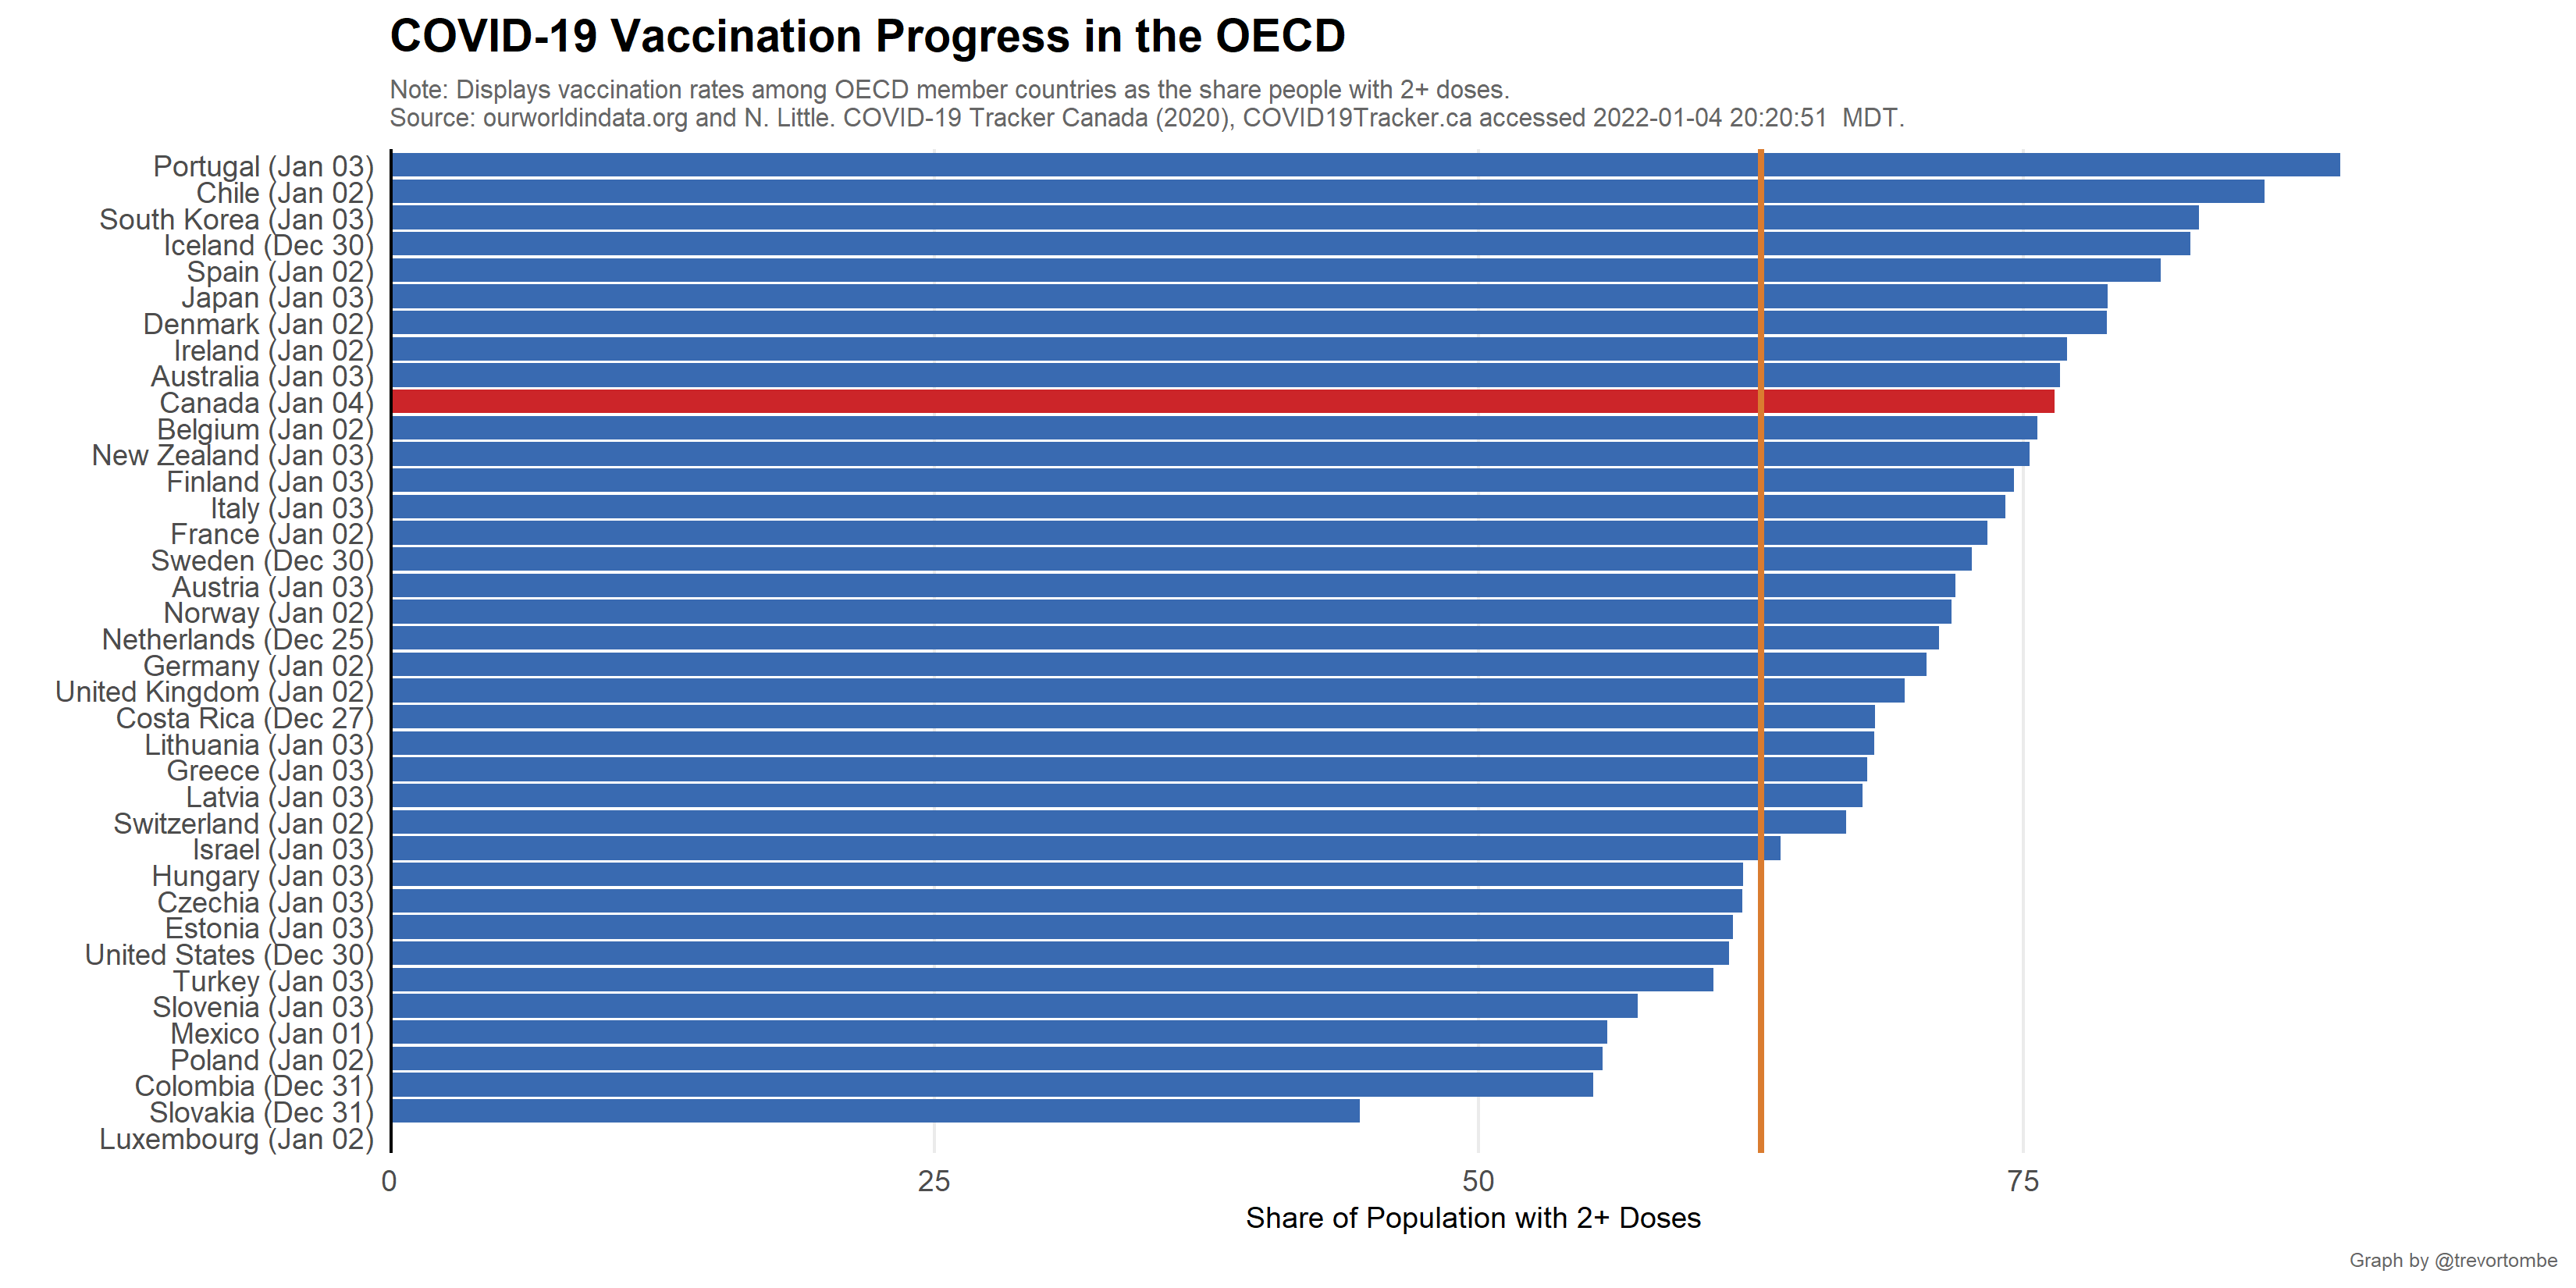 COVID-19 Vaccination Progress in the OECD
Note: Displays vaccination rates among OECD member countries as the share people with 2+ doses.
Source: ourworldindata.org and N. Little. COVID-19 Tracker Canada (2020), COVID19Tracker.ca accessed 2022-01-04 20:20:51  MDT.
Portugal (Jan 03)
Chile (Jan 02)
South Korea (Jan 03)
Iceland (Dec 30)
Spain (Jan 02)
Japan (Jan 03)
Denmark (Jan 02)
Ireland (Jan 02)
Australia (Jan 03)
Canada (Jan 04)
Belgium (Jan 02)
New Zealand (Jan 03)
Finland (Jan 03)
Italy (Jan 03)
France (Jan 02)
Sweden (Dec 30)
Austria (Jan 03)
Norway (Jan 02)
Netherlands (Dec 25)
Germany (Jan 02)
United Kingdom (Jan 02)
Costa Rica (Dec 27)
Lithuania (Jan 03)
Greece (Jan 03)
Latvia (Jan 03)
Switzerland (Jan 02)
Israel (Jan 03)
Hungary (Jan 03)
Czechia (Jan 03)
Estonia (Jan 03)
United States (Dec 30)
Turkey (Jan 03)
Slovenia (Jan 03)
Mexico (Jan 01)
Poland (Jan 02)
Colombia (Dec 31)
Slovakia (Dec 31)
Luxembourg (Jan 02)
0 25 50 75
Share of Population with 2+ Doses
Graph by @trevortombe